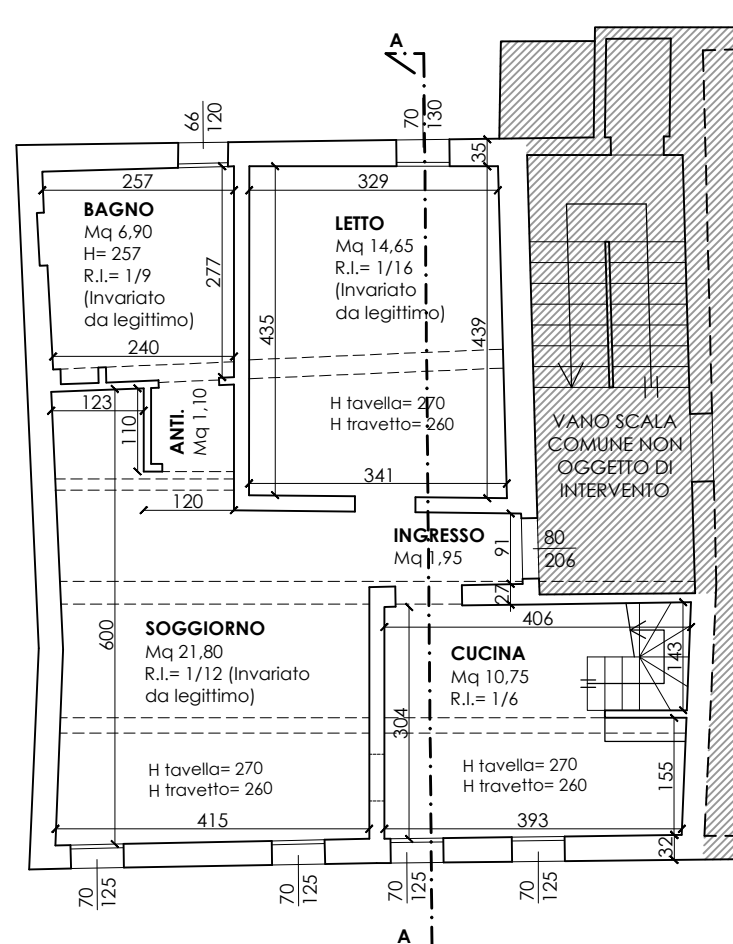 A
66
120
70
130
35
257
329
BAGNO
Mq 6,90
H= 257
R.I.= 1/9
(Invariato
da legittimo)
277
LETTO
Mq 14,65
R.I.= 1/16
(Invariato
da legittimo)
435
439
240
H tavella= 270
H travetto= 260
123
110
ANTI.
Mq 1,10
VANO SCALA
COMUNE NON
OGGETTO DI
INTERVENTO
341
120
INGRESSO
Mq 1,95
91
80
206
27
406
600
SOGGIORNO
Mq 21,80
R.I.= 1/12 (Invariato
da legittimo)
CUCINA
Mq 10,75
R.I.= 1/6
143
304
H tavella= 270
H travetto= 260
H tavella= 270
H travetto= 260
155
415
393
32
70
125
70
125
70
125
70
125
A